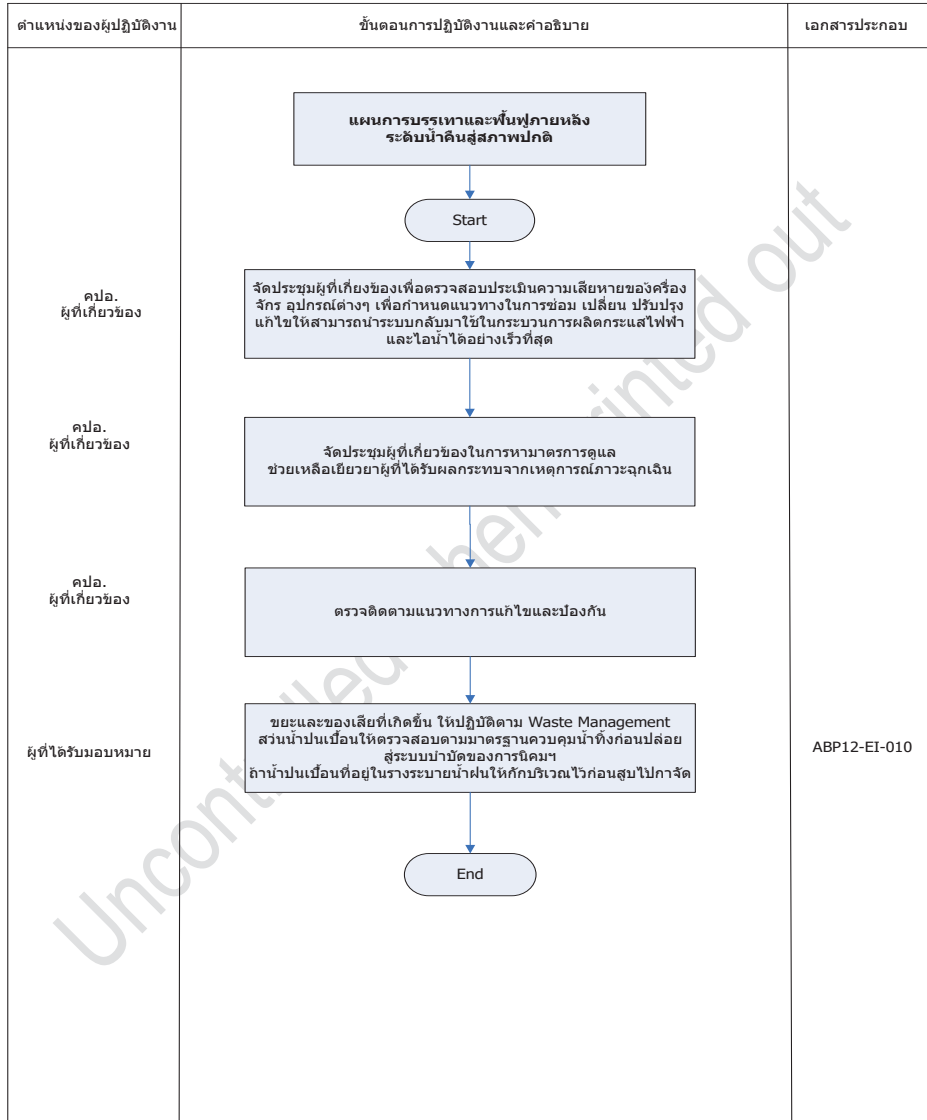 ตำแหน่งของผู้ปฏิบัติงาน
ขั้นตอนการปฏิบัติงานและคำอธิบาย
เอกสารประกอบ
แผนการบรรเทาและฟื้นฟูภายหลัง
ระดับน้ำคืนสู่สภาพปกติ
Start
คปอ.
ผู้ที่เกี่ยวข้อง
จัดประชุมผู้ที่เกี่ยงข้องเพื่อตรวจสอบประเมินความเสียหายของครื่อง
จักร อุปกรณ์ต่างๆ เพื่อกำหนดแนวทางในการซ่อม เปลี่ยน ปรับปรุง
แก้ไขให้สามารถนำระบบกลับมาใช้ในกระบวนการผลิตกระแสไฟฟ้า
และไอน้ำได้อย่างเร็วที่สุด
คปอ.
ผู้ที่เกี่ยวข้อง
จัดประชุมผู้ที่เกี่ยวข้องในการหามาตรการดูแล
ช่วยเหลือเยียวยาผู้ที่ได้รับผลกระทบจากเหตุการณ์ภาวะฉุกเฉิน
คปอ.
ผู้ที่เกี่ยวข้อง
ตรวจติดตามแนวทางการแก้ไขและป้องกัน
ผู้ที่ได้รับมอบหมาย
ขยะและของเสียที่เกิดขึ้น ให้ปฏิบัติตาม Waste Management
สว่นน้ำปนเปื้อนให้ตรวจสอบตามมาตรฐานควบคุมน้ำทิ้งก่อนปล่อย
สู่ระบบบำบัดของการนิคมฯ
ถ้าน้ำปนเปื้อนที่อยู่ในรางระบายน้ำฝนให้กักบริเวณไว้ก่อนสูบไปกาจัด
ABP12-EI-010
End
Uncontrolled when printed out